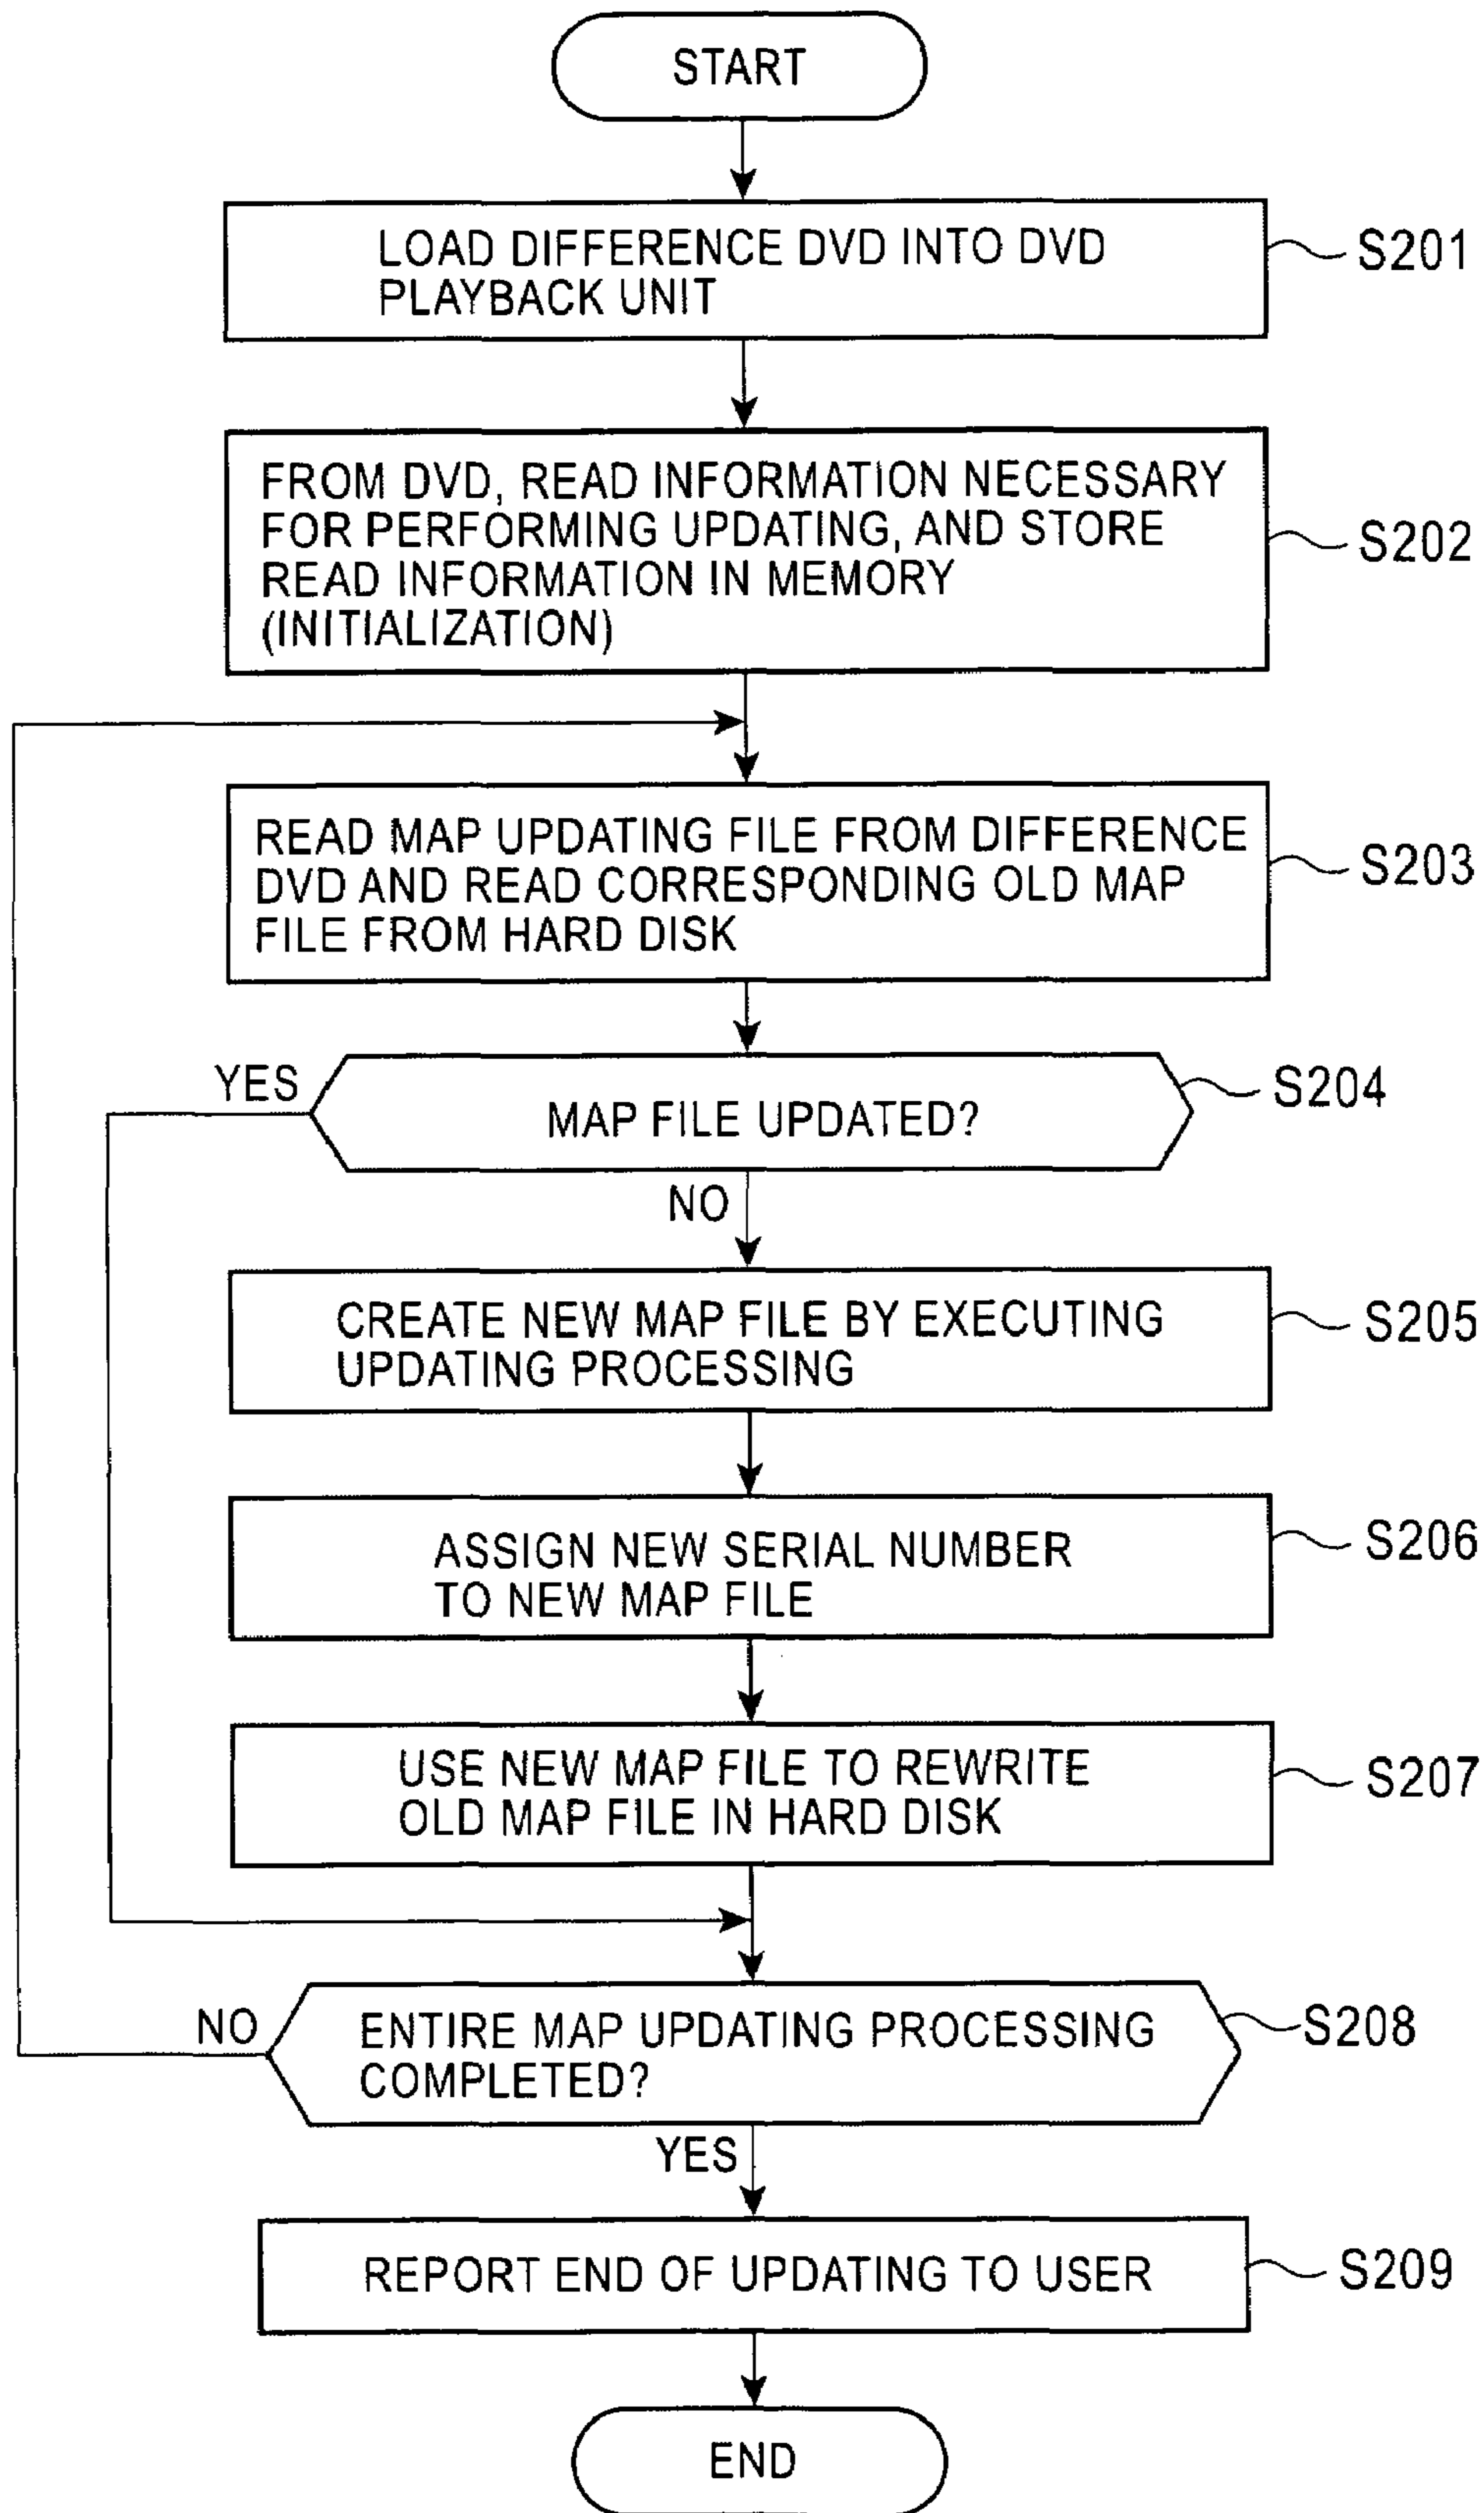 START
LOAD DIFFERENCE DVD INTO DVD
PLAYBACK UNIT
S201
FROM DVD, READ INFORMATION NECESSARY
FOR PERFORMING UPDATING, AND STORE
READ INFORMATION IN MEMORY
(INITIALIZATION)
S202
READ MAP UPDATING FILE FROM DIFFERENCE
DVD AND READ CORRESPONDING OLD MAP
FILE FROM HARD DISK
S203
YES
MAP FILE UPDATED?
S204
NO
CREATE NEW MAP FILE BY EXECUTING
UPDATING PROCESSING
S205
ASSIGN NEW SERIAL NUMBER
TO NEW MAP FILE
S206
USE NEW MAP FILE TO REWRITE
OLD MAP FILE IN HARD DISK
S207
NO
ENTIRE MAP UPDATING PROCESSING
COMPLETED?
S208
YES
REPORT END OF UPDATING TO USER
S209
END